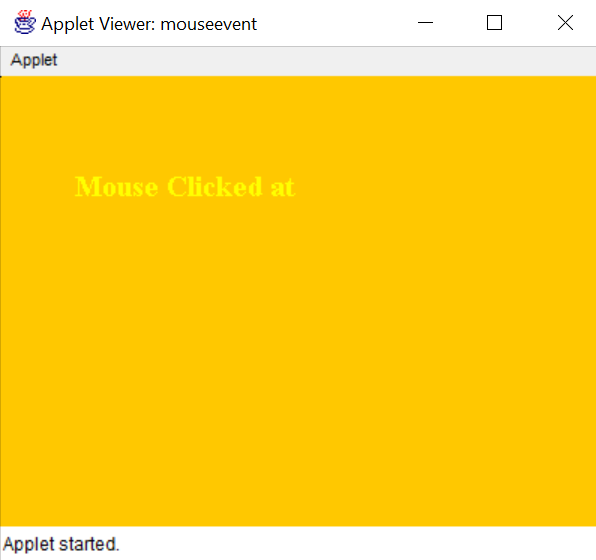 Applet Viewer: mouseevent
Applet
Mouse Clicked at
Applet started.